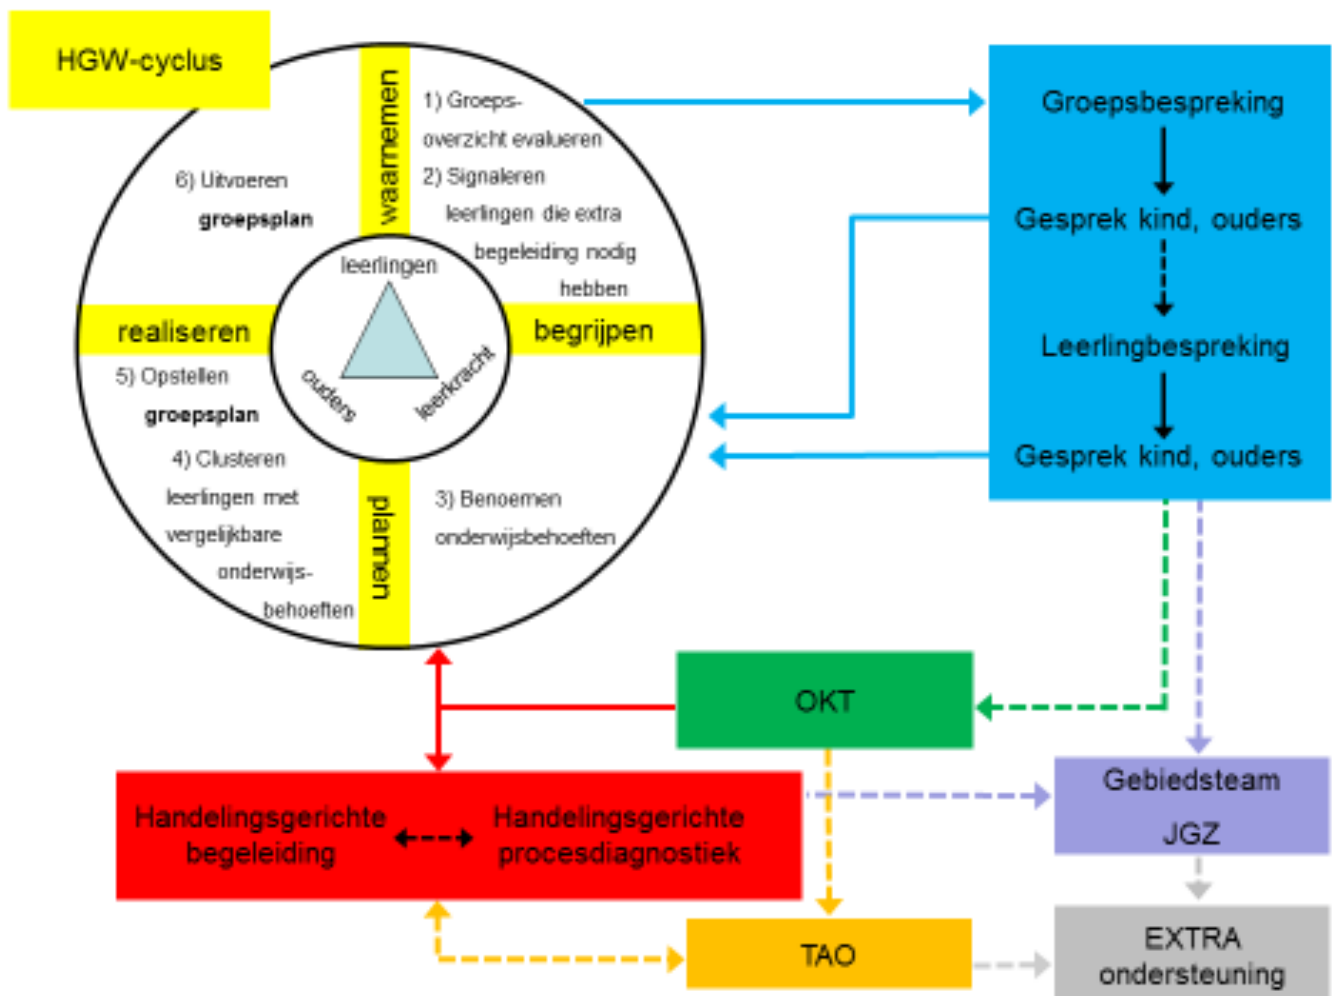 HGW-cyclus
waarnemen
1) Groeps-
overzicht evalueren
2) Signaleren
leerlingen die extra
begeleiding nodig
hebben
6) Uitvoeren
groepsplan
leerlingen
ouders
leerkracht
realiseren
begrijpen
5) Opstellen
groepsplan
4) Clusteren
leerlingen met
vergelijkbare
onderwijs-
behoeften
plannen
3) Benoemen
onderwijsbehoeften
Groepsbespreking
Gesprek kind, ouders
Leerlingbespreking
Gesprek kind, ouders
OKT
Handelingsgerichte
begeleiding
Handelingsgerichte
procesdiagnostiek
Gebiedsteam
JGZ
TAO
EXTRA
ondersteuning